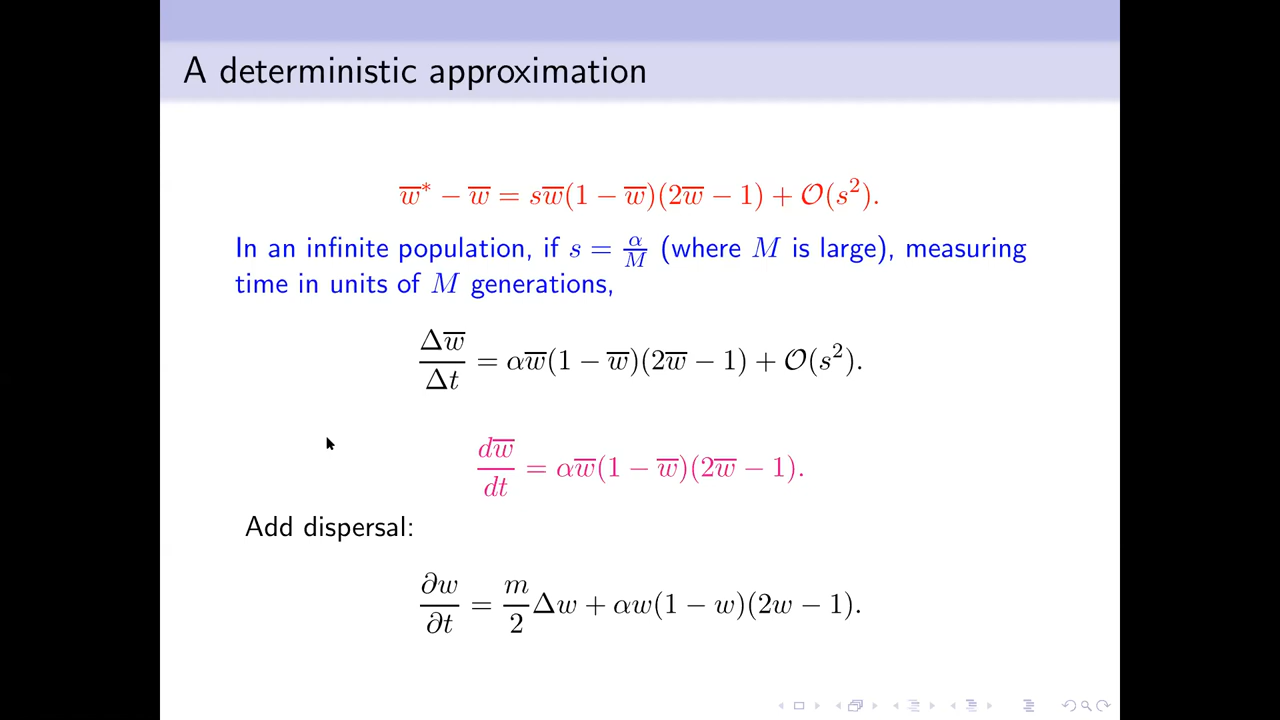 A deterministic approximation
w̅* − w̅ = sw̅(1 − w̅)(2w̅ − 1) + 𝒪(s²).
In an infinite population, if s = α/M (where M is large), measuring
time in units of M generations,
Δw̅/Δt = αw̅(1 − w̅)(2w̅ − 1) + 𝒪(s²).
dw̅/dt = αw̅(1 − w̅)(2w̅ − 1).
Add dispersal:
∂w/∂t = m/2 Δw + αw(1 − w)(2w − 1).